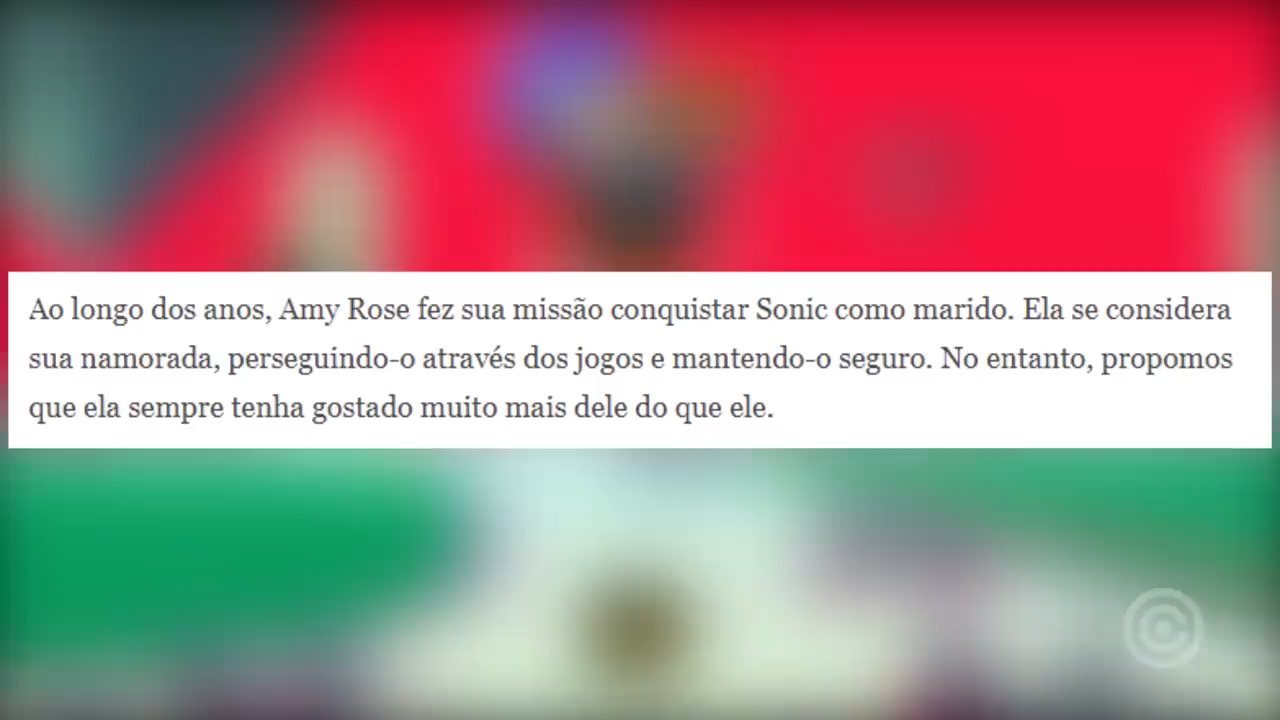 Ao longo dos anos, Amy Rose fez sua missão conquistar Sonic como marido. Ela se considera
sua namorada, perseguindo-o através dos jogos e mantendo-o seguro. No entanto, propomos
que ela sempre tenha gostado muito mais dele do que ele.